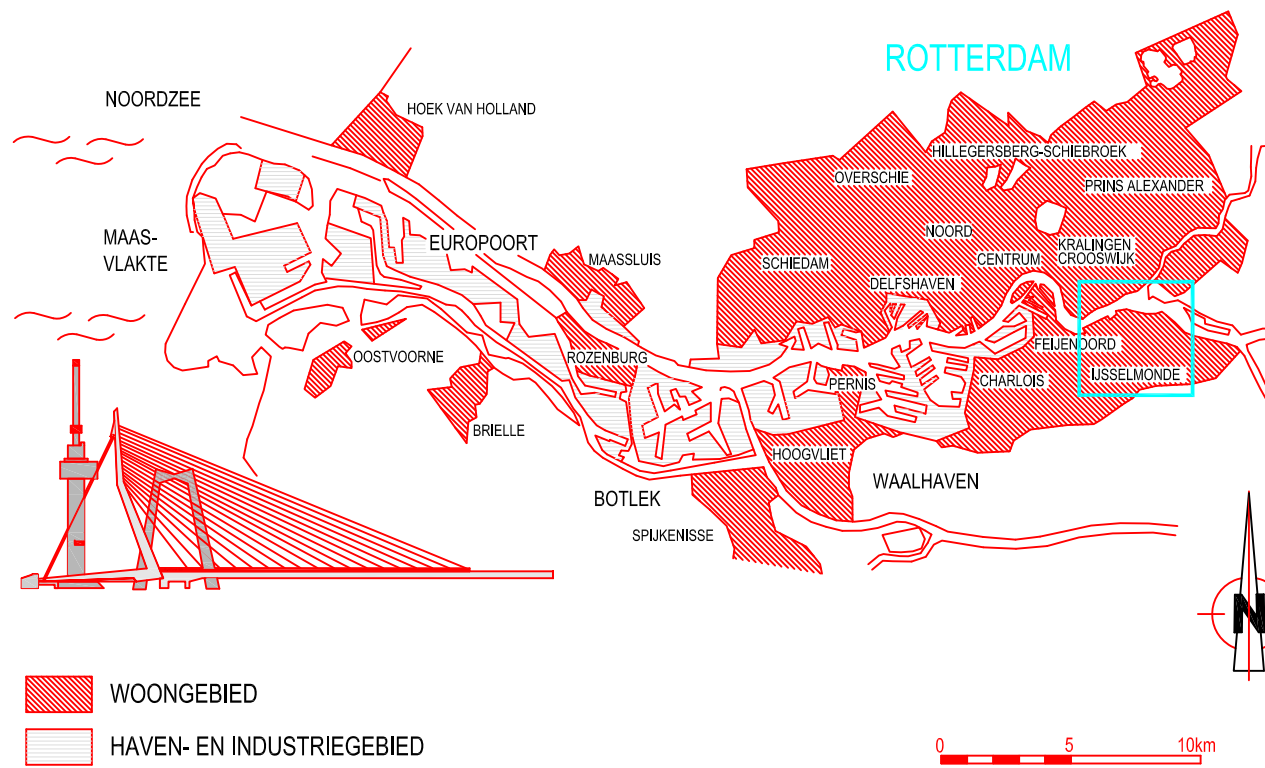 ROTTERDAM
NOORDZEE
HOEK VAN HOLLAND
HILLEGERSBERG-SCHIEBROEK
OVERSCHIE
PRINS ALEXANDER
MAAS-
VLAKTE
EUROPOORT
MAASSLUIS
SCHIEDAM
NOORD
CENTRUM
KRALINGEN
CROOSWIJK
DELFSHAVEN
OOSTVOORNE
ROZENBURG
FEIJENOORD
PERNIS
CHARLOIS
IJSSELMONDE
BRIELLE
HOOGVLIET
WAALHAVEN
BOTLEK
SPIJKENISSE
N
WOONGEBIED
HAVEN- EN INDUSTRIEGEBIED
0 5 10km